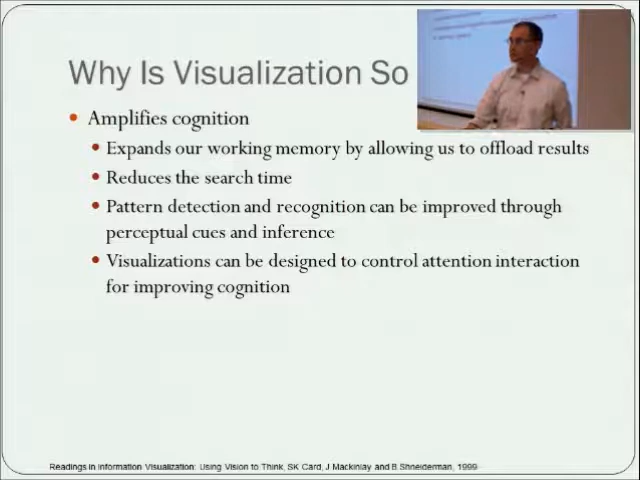 Why Is Visualization So
Amplifies cognition
Expands our working memory by allowing us to offload results
Reduces the search time
Pattern detection and recognition can be improved through
perceptual cues and inference
Visualizations can be designed to control attention interaction
for improving cognition
Readings in Information Visualization: Using Vision to Think, SK Card, J Mackinlay and B Shneiderman, 1999